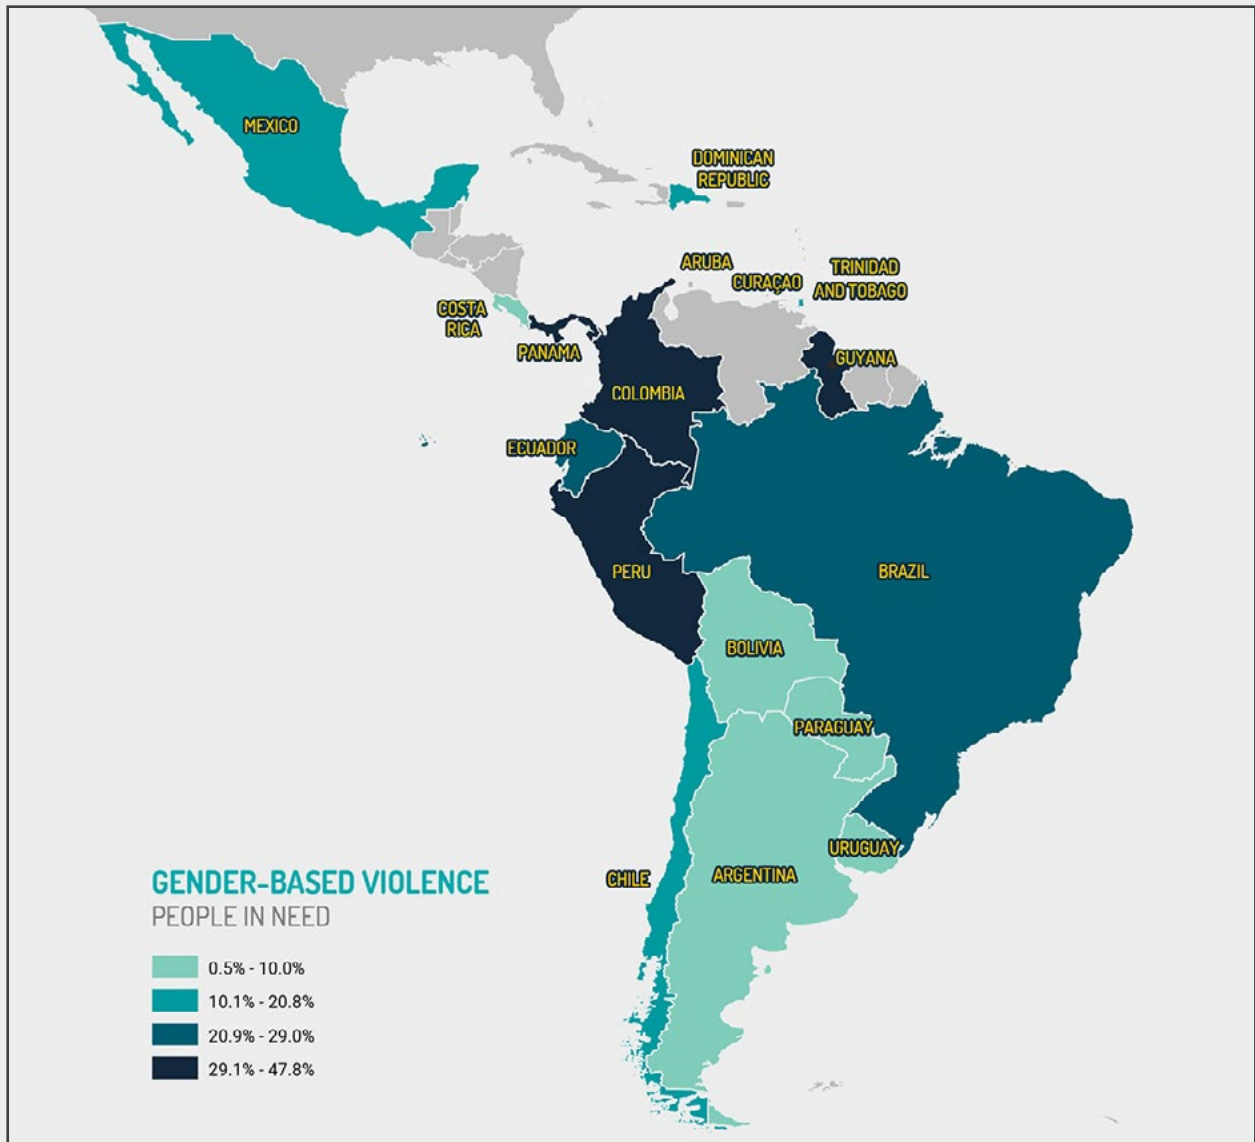 MEXICO
DOMINICAN
REPUBLIC
ARUBA
CURAÇAO
TRINIDAD
AND TOBAGO
COSTA
RICA
PANAMA
GUYANA
COLOMBIA
ECUADOR
PERU
BRAZIL
BOLIVIA
PARAGUAY
URUGUAY
CHILE
ARGENTINA
GENDER-BASED VIOLENCE
PEOPLE IN NEED
0.5% - 10.0%
10.1% - 20.8%
20.9% - 29.0%
29.1% - 47.8%